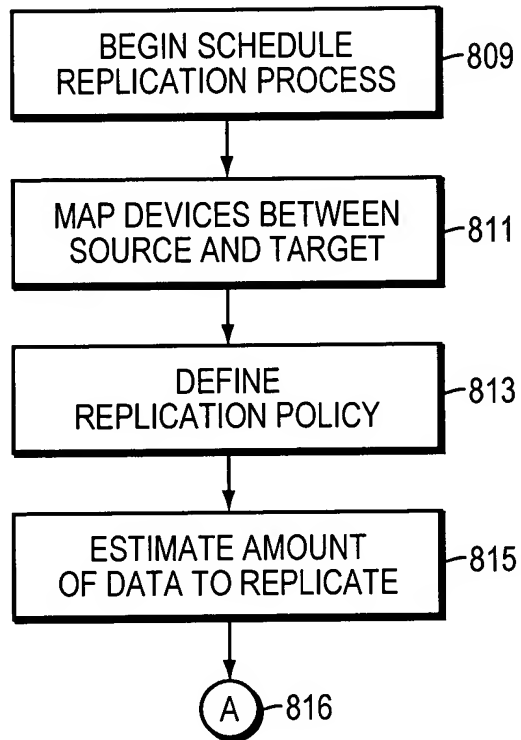 BEGIN SCHEDULE
REPLICATION PROCESS
809
MAP DEVICES BETWEEN
SOURCE AND TARGET
811
DEFINE
REPLICATION POLICY
813
ESTIMATE AMOUNT
OF DATA TO REPLICATE
815
A
816